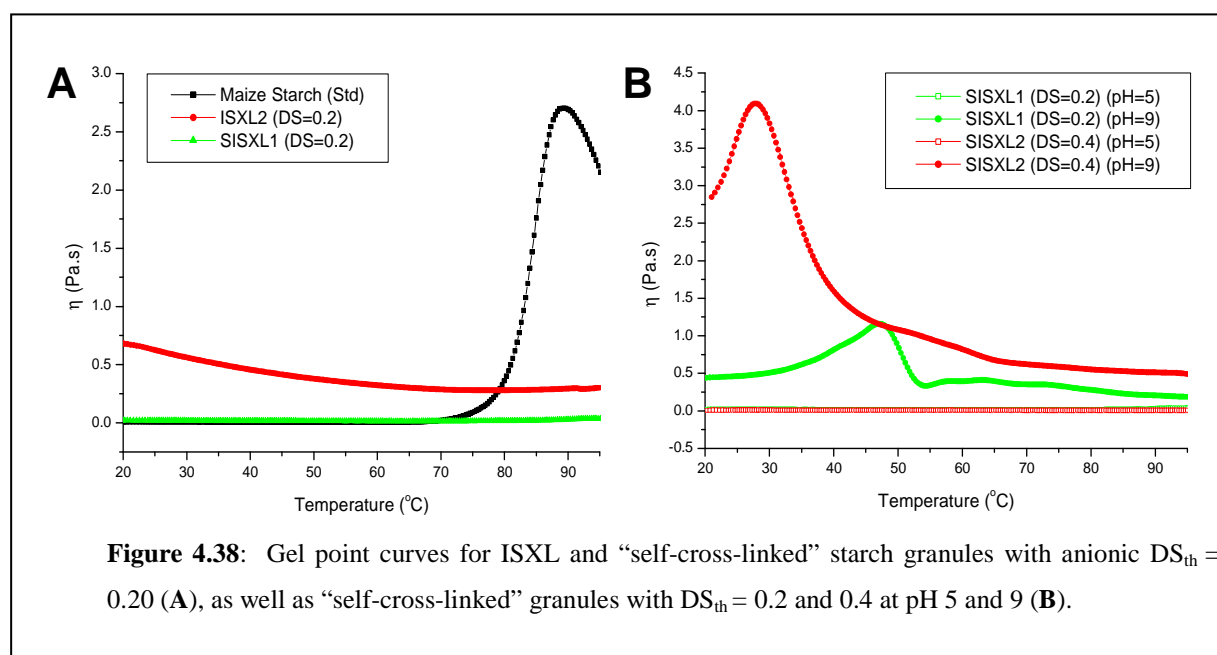 A
3.0
2.5
2.0
1.5
1.0
0.5
0.0
η (Pa.s)
Maize Starch (Std)
ISXL2 (DS=0.2)
SISXL1 (DS=0.2)
20 30 40 50 60 70 80 90
Temperature (°C)
B
4.5
4.0
3.5
3.0
2.5
2.0
1.5
1.0
0.5
0.0
-0.5
η (Pa.s)
SISXL1 (DS=0.2) (pH=5)
SISXL1 (DS=0.2) (pH=9)
SISXL2 (DS=0.4) (pH=5)
SISXL2 (DS=0.4) (pH=9)
20 30 40 50 60 70 80 90
Temperature (°C)
Figure 4.38: Gel point curves for ISXL and “self-cross-linked” starch granules with anionic DSth =
0.20 (A), as well as “self-cross-linked” granules with DSth = 0.2 and 0.4 at pH 5 and 9 (B).